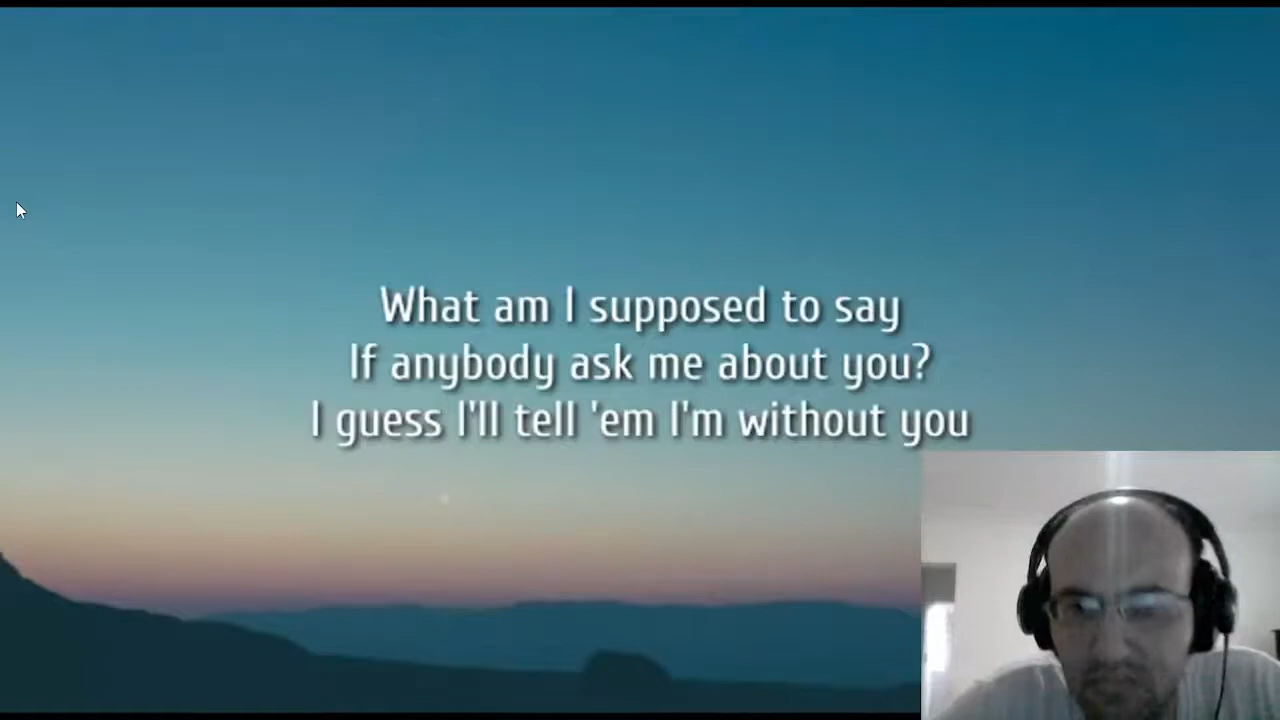 What am I supposed to say
If anybody ask me about you?
I guess I'll tell 'em I'm without you